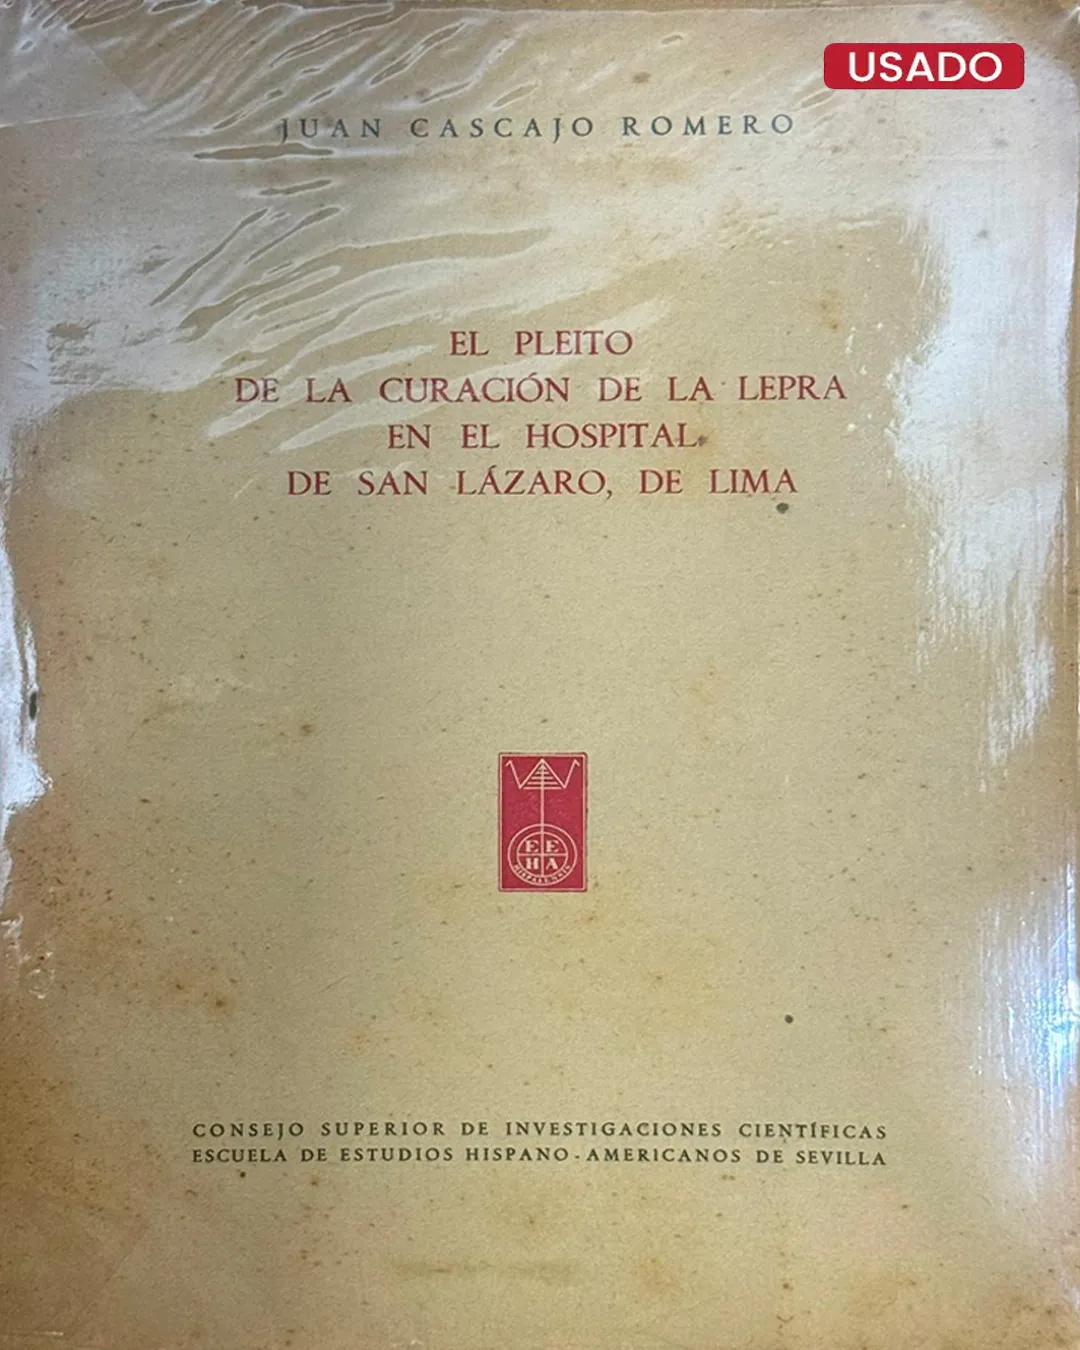 USADO
JUAN CASCAJO ROMERO
EL PLEITO
DE LA CURACIÓN DE LA LEPRA
EN EL HOSPITAL
DE SAN LÁZARO, DE LIMA
E E
H A
HISPALENSIS
CONSEJO SUPERIOR DE INVESTIGACIONES CIENTÍFICAS
ESCUELA DE ESTUDIOS HISPANO-AMERICANOS DE SEVILLA